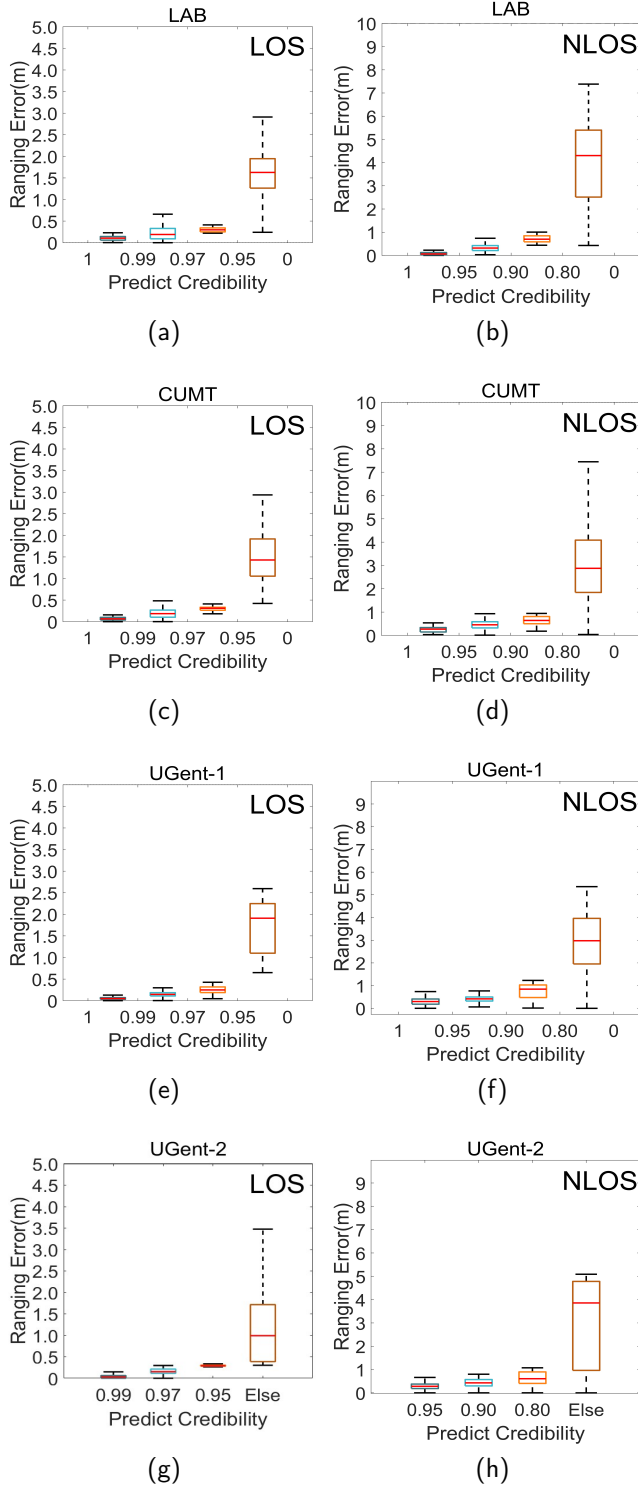 LAB
LOS
Ranging Error(m)
5.0
4.5
4.0
3.5
3.0
2.5
2.0
1.5
1.0
0.5
0
1 0.99 0.97 0.95 0
Predict Credibility
(a)
LAB
NLOS
Ranging Error(m)
10
9
8
7
6
5
4
3
2
1
0
1 0.95 0.90 0.80 0
Predict Credibility
(b)
CUMT
LOS
Ranging Error(m)
5.0
4.5
4.0
3.5
3.0
2.5
2.0
1.5
1.0
0.5
0
1 0.99 0.97 0.95 0
Predict Credibility
(c)
CUMT
NLOS
Ranging Error(m)
10
9
8
7
6
5
4
3
2
1
0
1 0.95 0.90 0.80 0
Predict Credibility
(d)
UGent-1
LOS
Ranging Error(m)
5.0
4.5
4.0
3.5
3.0
2.5
2.0
1.5
1.0
0.5
0
1 0.99 0.97 0.95 0
Predict Credibility
(e)
UGent-1
NLOS
Ranging Error(m)
9
8
7
6
5
4
3
2
1
0
1 0.95 0.90 0.80 0
Predict Credibility
(f)
UGent-2
LOS
Ranging Error(m)
5.0
4.5
4.0
3.5
3.0
2.5
2.0
1.5
1.0
0.5
0
0.99 0.97 0.95 Else
Predict Credibility
(g)
UGent-2
NLOS
Ranging Error(m)
9
8
7
6
5
4
3
2
1
0
0.95 0.90 0.80 Else
Predict Credibility
(h)